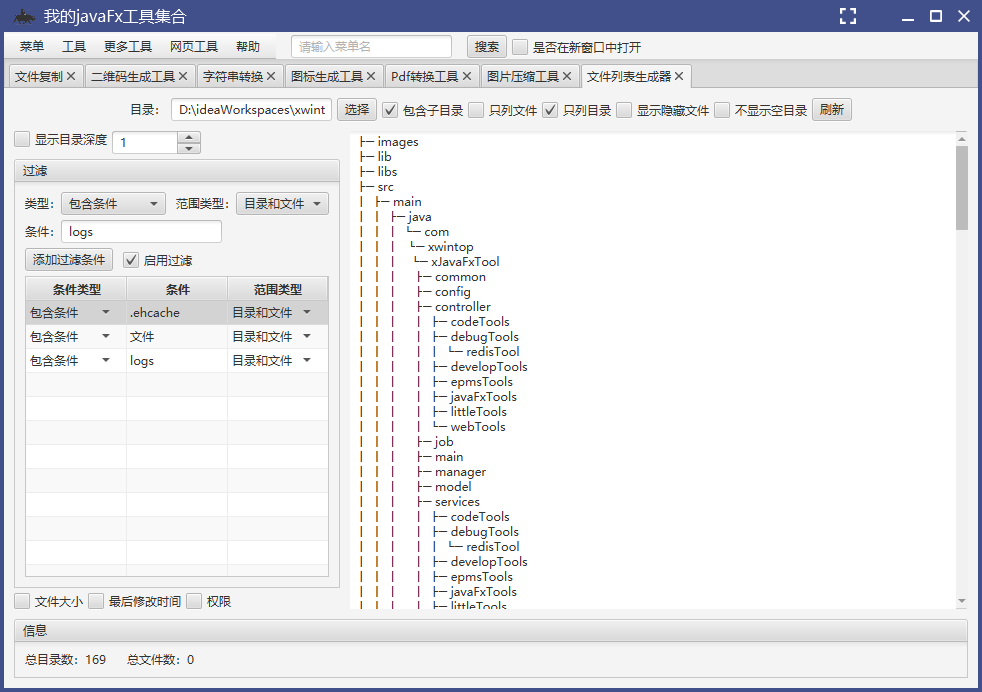 我的javaFx工具集合
菜单 工具 更多工具 网页工具 帮助 请输入菜单名 搜索 是否在新窗口中打开
文件复制 二维码生成工具 字符串转换 图标生成工具 Pdf转换工具 图片压缩工具 文件列表生成器
目录： D:\ideaWorkspaces\xwint 选择 包含子目录 只列文件 只列目录 显示隐藏文件 不显示空目录 刷新
显示目录深度 1
过滤
类型： 包含条件 范围类型： 目录和文件
条件： logs
添加过滤条件 启用过滤
条件类型 条件 范围类型
包含条件 .ehcache 目录和文件
包含条件 文件 目录和文件
包含条件 logs 目录和文件
文件大小 最后修改时间 权限
├─ images
├─ lib
├─ libs
├─ src
│ ├─ main
│ │ ├─ java
│ │ │ └─ com
│ │ │ └─ xwintop
│ │ │ └─ xJavaFxTool
│ │ │ ├─ common
│ │ │ ├─ config
│ │ │ ├─ controller
│ │ │ │ ├─ codeTools
│ │ │ │ ├─ debugTools
│ │ │ │ │ └─ redisTool
│ │ │ │ ├─ developTools
│ │ │ │ ├─ epmsTools
│ │ │ │ ├─ javaFxTools
│ │ │ │ ├─ littleTools
│ │ │ │ └─ webTools
│ │ │ ├─ job
│ │ │ ├─ main
│ │ │ ├─ manager
│ │ │ ├─ model
│ │ │ ├─ services
│ │ │ │ ├─ codeTools
│ │ │ │ ├─ debugTools
│ │ │ │ │ └─ redisTool
│ │ │ │ ├─ developTools
│ │ │ │ ├─ epmsTools
│ │ │ │ ├─ javaFxTools
│ │ │ │ ├─ littleTools
信息
总目录数： 169 总文件数： 0